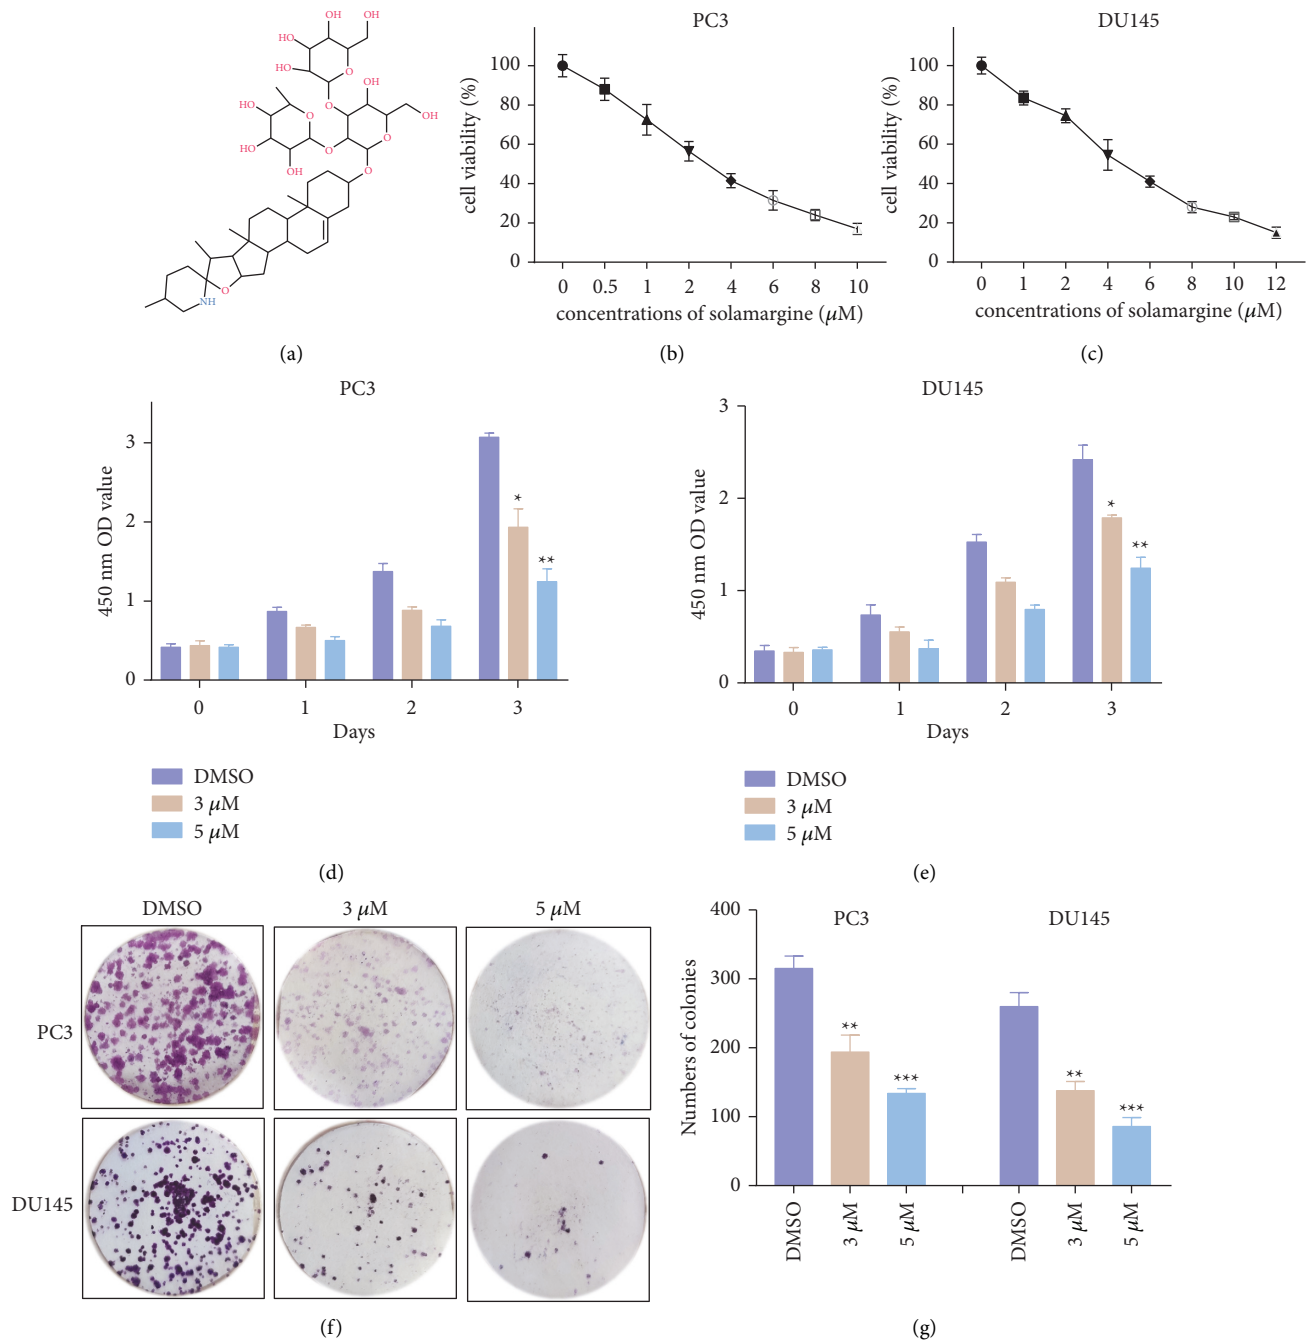 OH
OH
HO
OH
HO
O
HO
O
OH
O
OH
HO
O
HO
O
O
HO
OH
O
O
NH
(a)
PC3
cell viability (%)
100
80
60
40
20
0
0 0.5 1 2 4 6 8 10
concentrations of solamargine (µM)
(b)
DU145
cell viability (%)
100
80
60
40
20
0
0 1 2 4 6 8 10 12
concentrations of solamargine (µM)
(c)
PC3
450 nm OD value
3
2
1
0
*
**
0 1 2 3
Days
DMSO
3 µM
5 µM
(d)
DU145
450 nm OD value
3
2
1
0
*
**
0 1 2 3
Days
DMSO
3 µM
5 µM
(e)
DMSO 3 µM 5 µM
PC3
DU145
(f)
PC3 DU145
Numbers of colonies
400
300
200
100
0
**
***
**
***
DMSO
3 µM
5 µM
DMSO
3 µM
5 µM
(g)